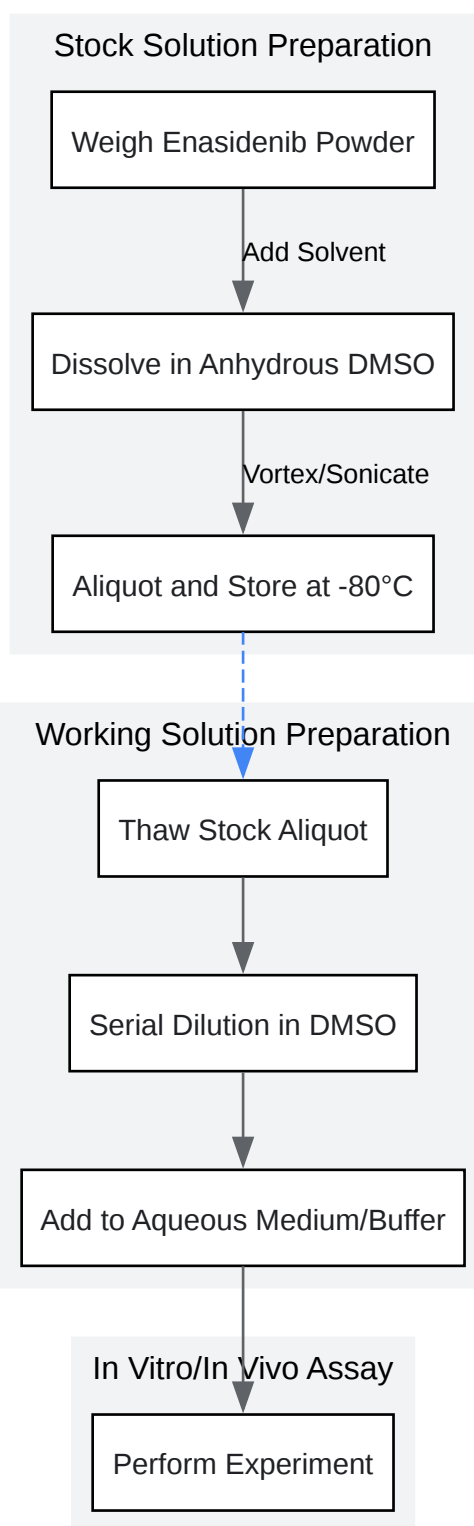 Stock Solution Preparation
Weigh Enasidenib Powder
Add Solvent
Dissolve in Anhydrous DMSO
Vortex/Sonicate
Aliquot and Store at -80°C
Working Solution Preparation
Thaw Stock Aliquot
Serial Dilution in DMSO
Add to Aqueous Medium/Buffer
In Vitro/In Vivo Assay
Perform Experiment